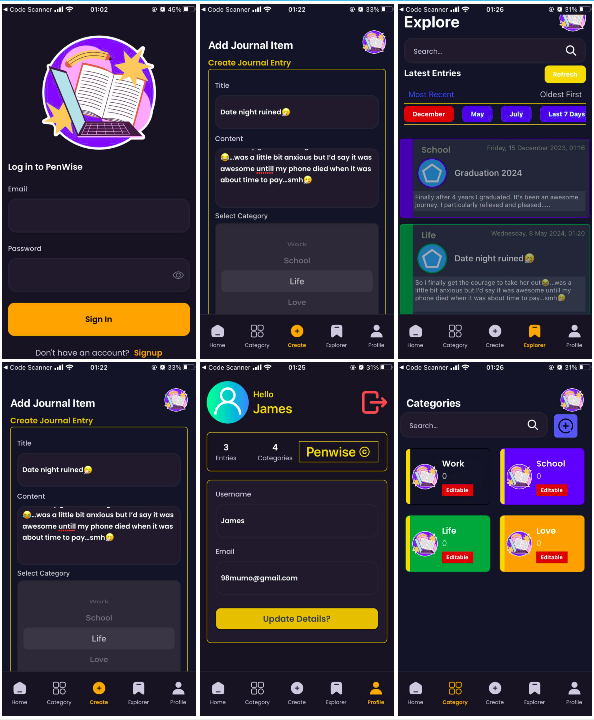 Code Scanner 01:02 45%
Log in to PenWise
Email
Password
Sign In
Don't have an account? Signup
Code Scanner 01:22 33%
Add Journal Item
Create Journal Entry
Title
Date night ruined🤧
Content
😂...was a little bit anxious but I'd say it was
awesome untill my phone died when it was
about time to pay...smh🤧
Select Category
Work
School
Life
Love
Home Category Create Explorer Profile
Code Scanner 01:26 31%
Explore
Search...
Latest Entries
Refresh
Most Recent Oldest First
December May July Last 7 Days
School Friday, 15 December 2023, 01:16
Graduation 2024
Finally after 4 years I graduated. It's been an awesome
journey. I particularly relieved and pleased......
Life Wednesday, 8 May 2024, 01:20
Date night ruined🤧
So I finally get the courage to take her out😂...was a
little bit anxious but I'd say it was awesome untill my
phone died when it was about time to pay...smh🤧
Home Category Create Explorer Profile
Code Scanner 01:22 33%
Add Journal Item
Create Journal Entry
Title
Date night ruined🤧
Content
😂...was a little bit anxious but I'd say it was
awesome untill my phone died when it was
about time to pay...smh🤧
Select Category
Work
School
Life
Love
Home Category Create Explorer Profile
Code Scanner 01:25 31%
Hello
James
3 4 Penwise
Entries Categories
Username
James
Email
98mumo@gmail.com
Update Details?
Home Category Create Explorer Profile
Code Scanner 01:26 31%
Categories
Search...
Work School
0 0
Editable Editable
Life Love
0 0
Editable Editable
Home Category Create Explorer Profile